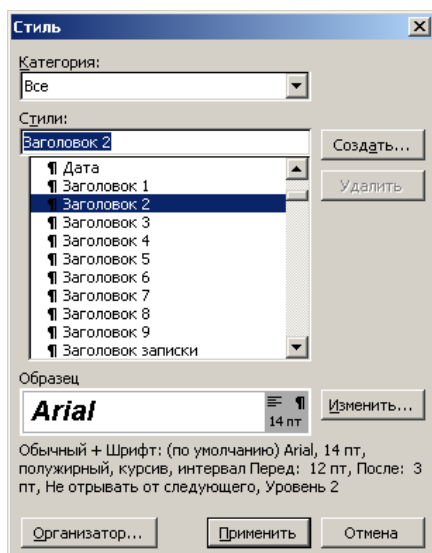 Стиль
Категория:
Все
Стили:
Заголовок 2
Создать...
¶ Дата
Удалить
¶ Заголовок 1
¶ Заголовок 2
¶ Заголовок 3
¶ Заголовок 4
¶ Заголовок 5
¶ Заголовок 6
¶ Заголовок 7
¶ Заголовок 8
¶ Заголовок 9
¶ Заголовок записки
Образец
Arial
¶
14 пт
Изменить...
Обычный + Шрифт: (по умолчанию) Arial, 14 пт,
полужирный, курсив, интервал Перед: 12 пт, После: 3
пт, Не отрывать от следующего, Уровень 2
Организатор...
Применить
Отмена